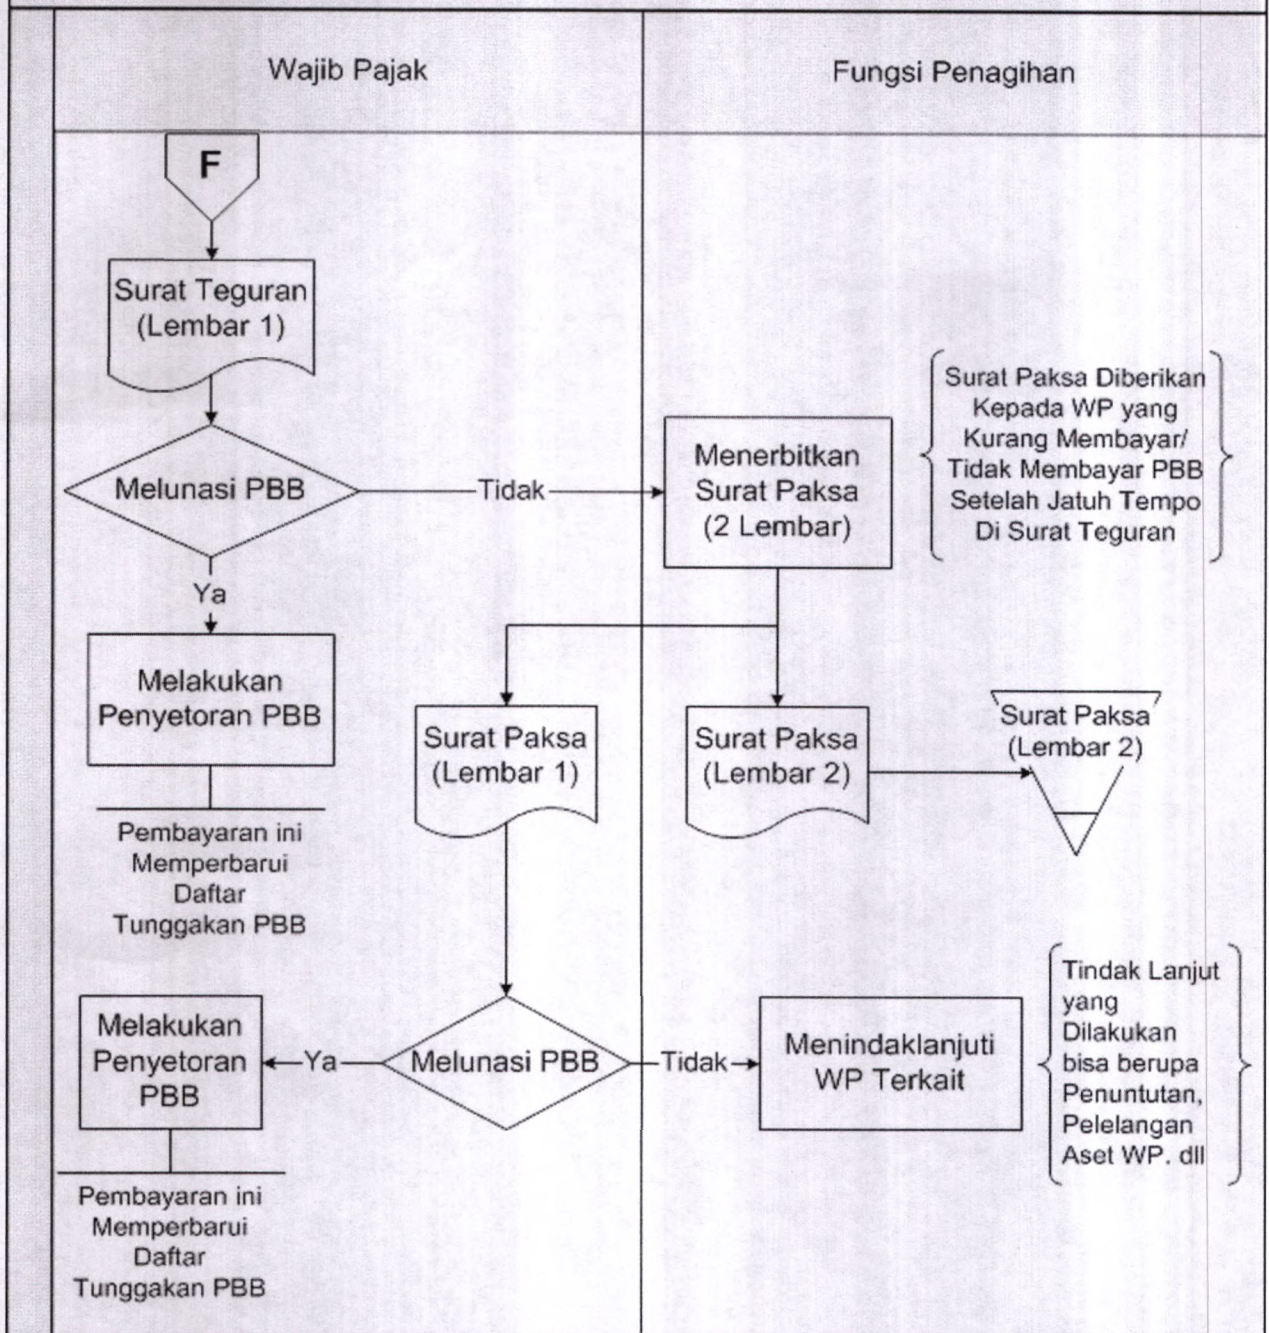 Wajib Pajak
Fungsi Penagihan
F
Surat Teguran
(Lembar 1)
Melunasi PBB
Tidak
Menerbitkan
Surat Paksa
(2 Lembar)
Surat Paksa Diberikan
Kepada WP yang
Kurang Membayar/
Tidak Membayar PBB
Setelah Jatuh Tempo
Di Surat Teguran
Ya
Melakukan
Penyetoran PBB
Pembayaran ini
Memperbarui
Daftar
Tunggakan PBB
Surat Paksa
(Lembar 1)
Surat Paksa
(Lembar 2)
Surat Paksa
(Lembar 2)
Melakukan
Penyetoran
PBB
Ya
Melunasi PBB
Tidak
Menindaklanjuti
WP Terkait
Tindak Lanjut
yang
Dilakukan
bisa berupa
Penuntutan,
Pelelangan
Aset WP. dll
Pembayaran ini
Memperbarui
Daftar
Tunggakan PBB